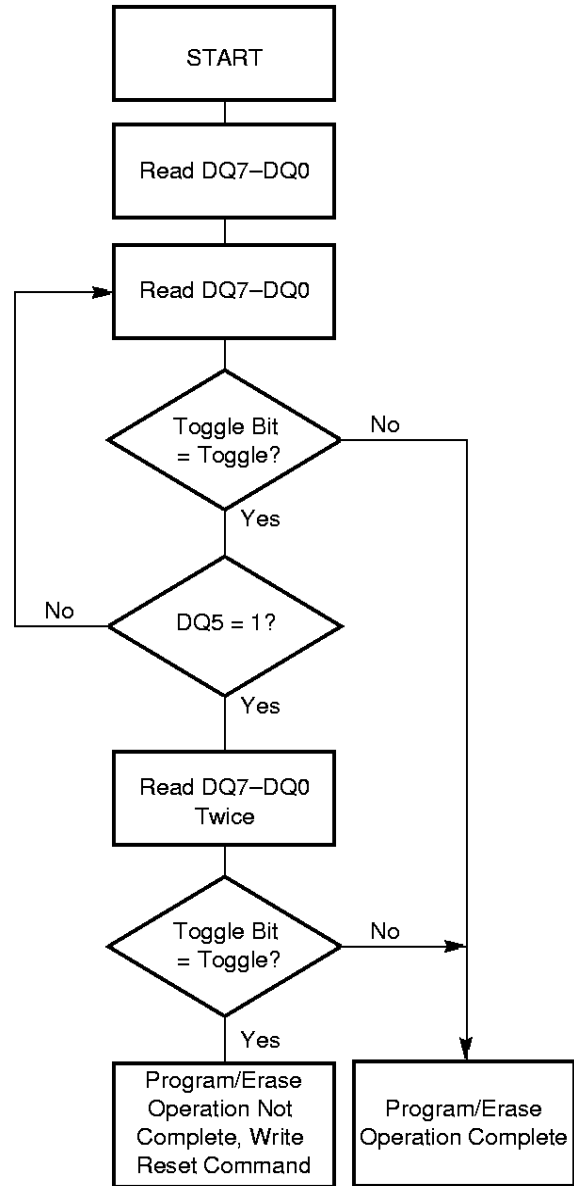 START
Read DQ7–DQ0
Read DQ7–DQ0
Toggle Bit
= Toggle?
No
Yes
No
DQ5 = 1?
Yes
Read DQ7–DQ0
Twice
Toggle Bit
= Toggle?
No
Yes
Program/Erase
Operation Not
Complete, Write
Reset Command
Program/Erase
Operation Complete